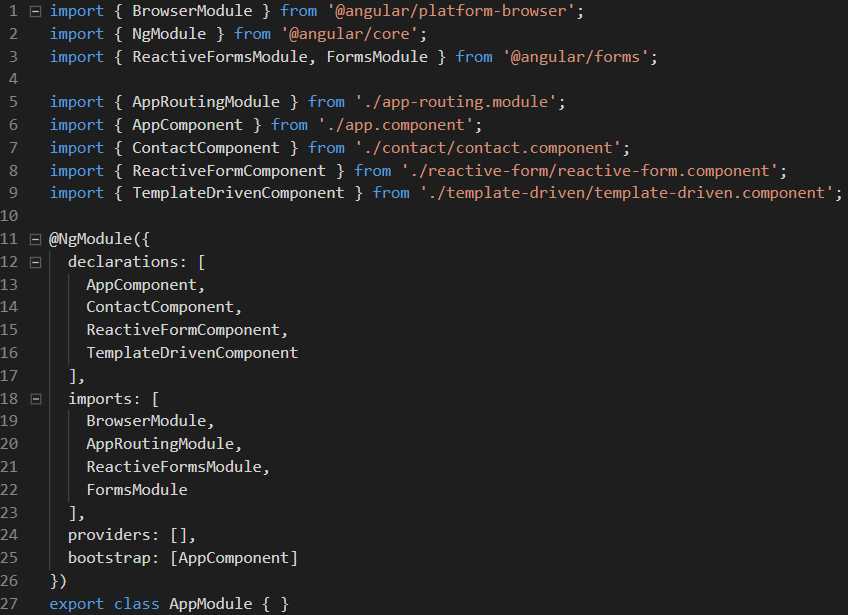 1 import { BrowserModule } from '@angular/platform-browser';
2 import { NgModule } from '@angular/core';
3 import { ReactiveFormsModule, FormsModule } from '@angular/forms';
4
5 import { AppRoutingModule } from './app-routing.module';
6 import { AppComponent } from './app.component';
7 import { ContactComponent } from './contact/contact.component';
8 import { ReactiveFormComponent } from './reactive-form/reactive-form.component';
9 import { TemplateDrivenComponent } from './template-driven/template-driven.component';
10
11 @NgModule({
12   declarations: [
13     AppComponent,
14     ContactComponent,
15     ReactiveFormComponent,
16     TemplateDrivenComponent
17   ],
18   imports: [
19     BrowserModule,
20     AppRoutingModule,
21     ReactiveFormsModule,
22     FormsModule
23   ],
24   providers: [],
25   bootstrap: [AppComponent]
26 })
27 export class AppModule { }